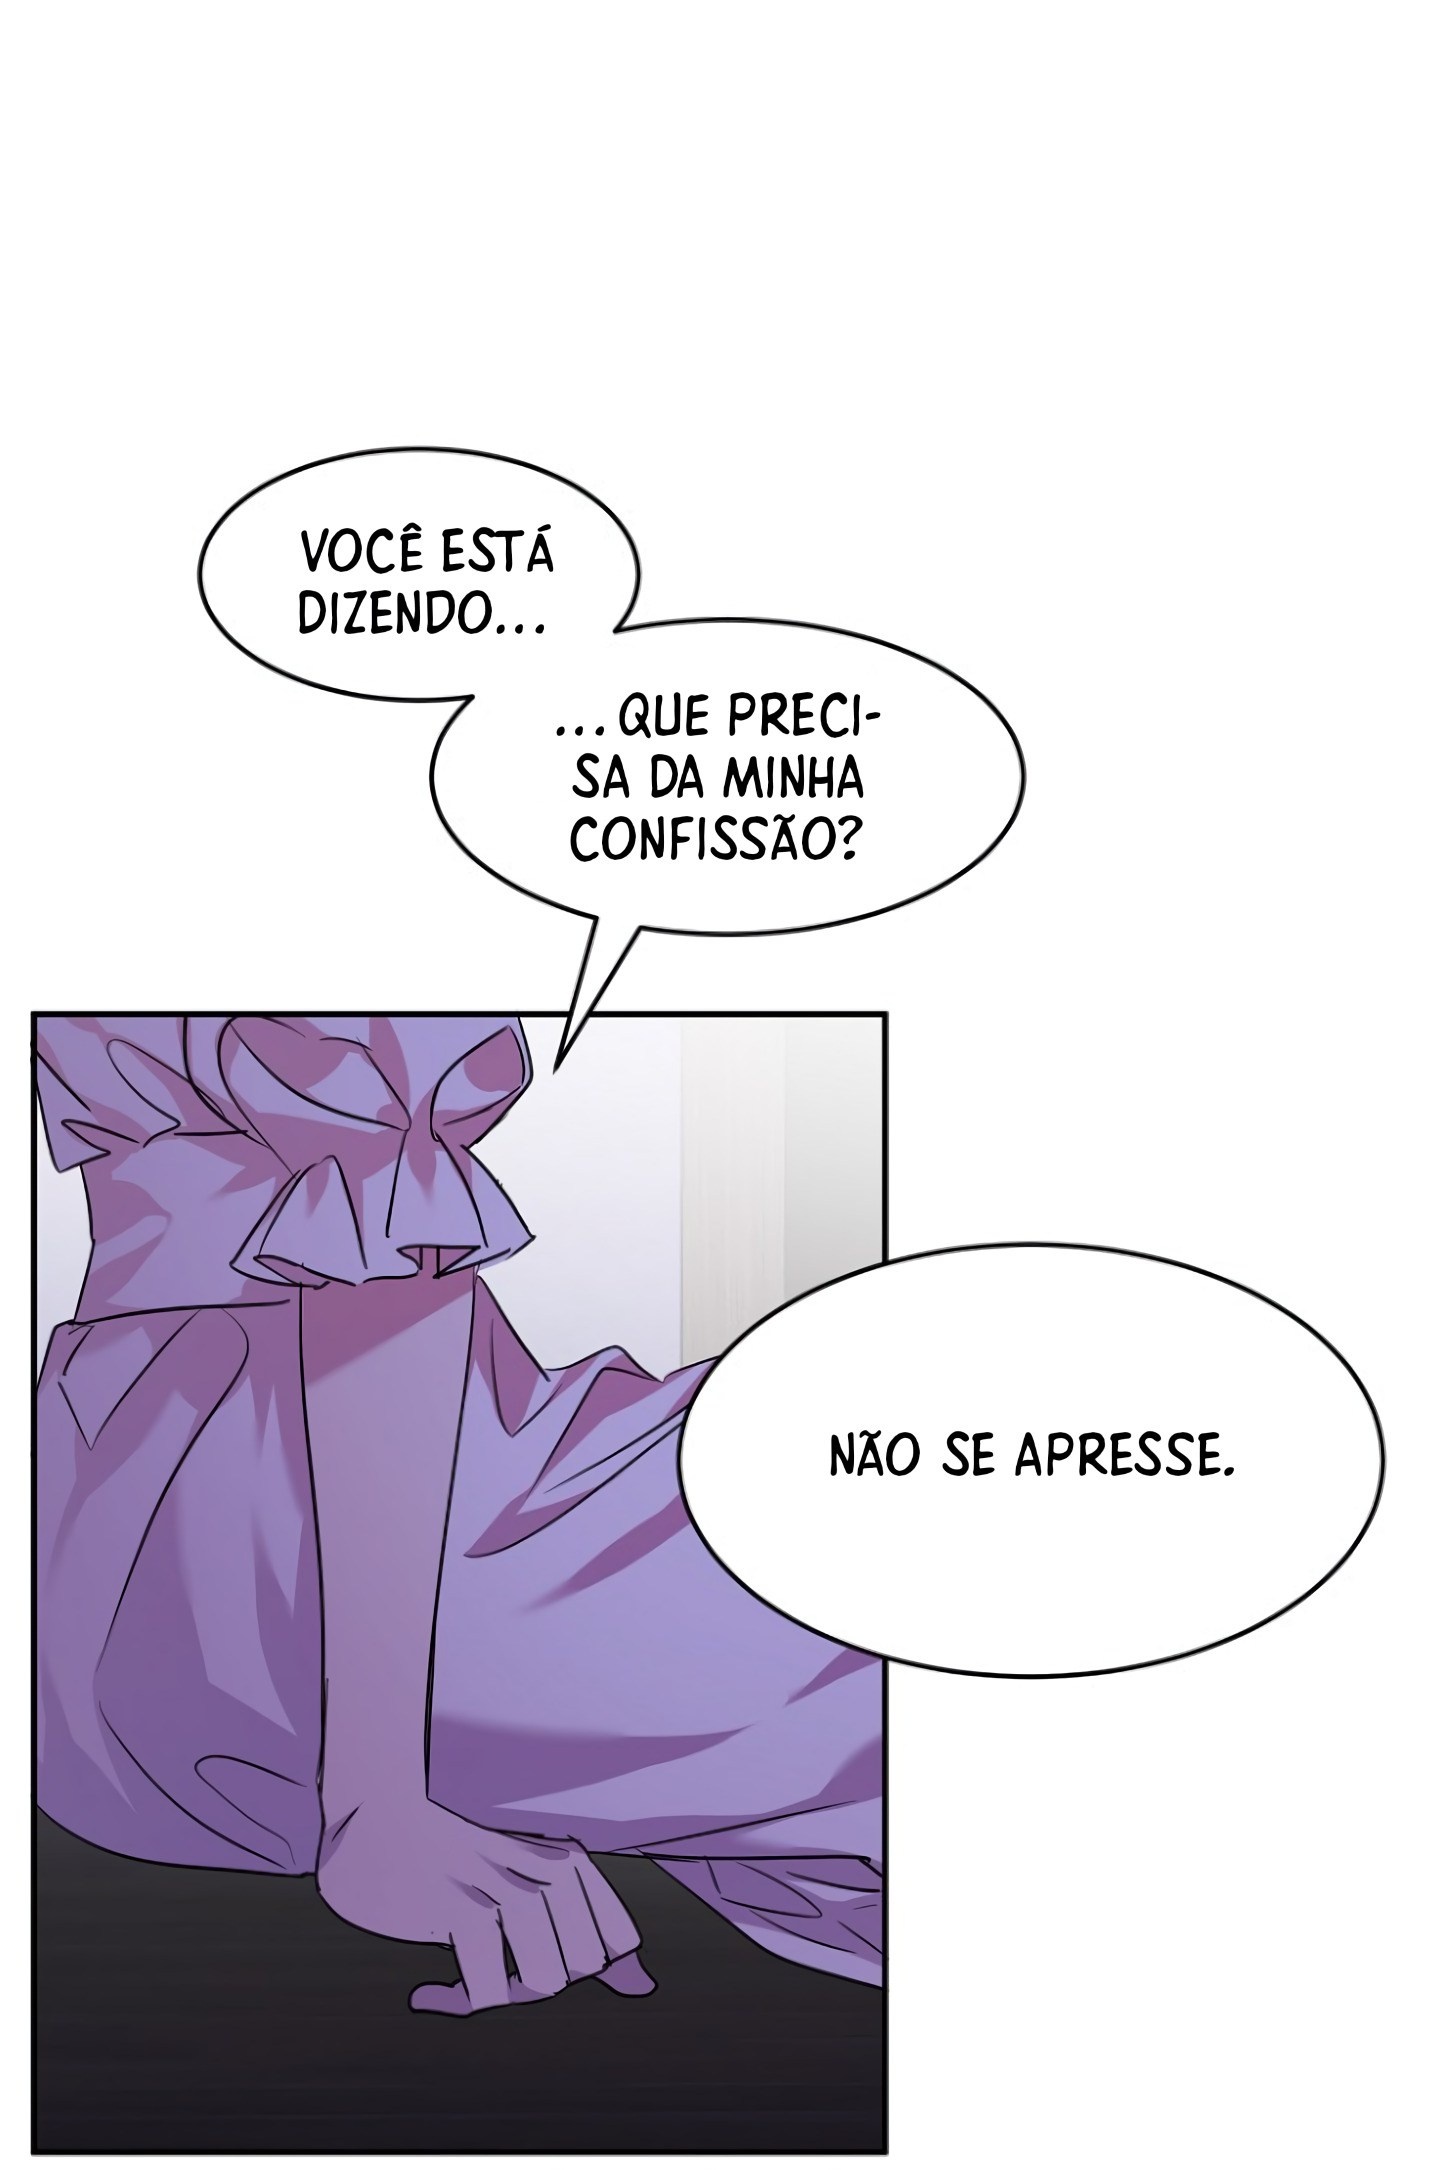 VOCÊ ESTÁ
DIZENDO...
...QUE PRECI-
SA DA MINHA
CONFISSÃO?
NÃO SE APRESSE.